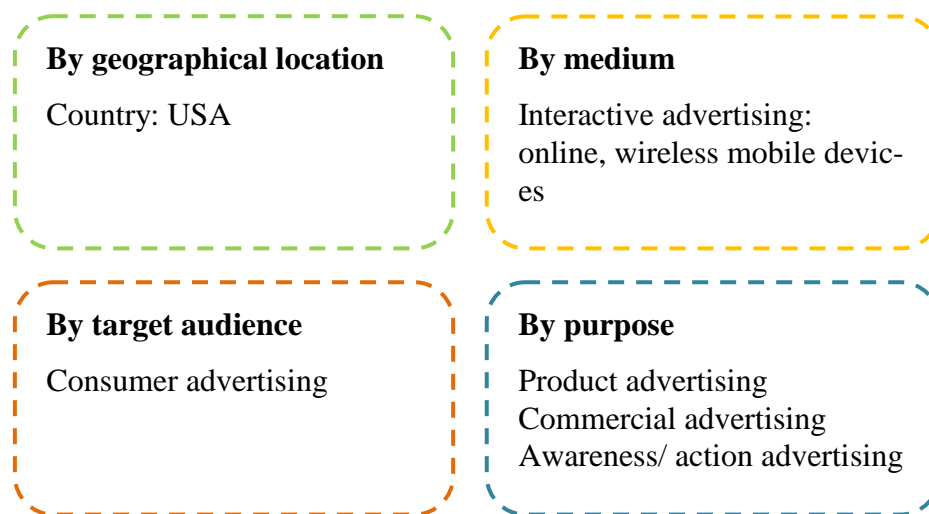 By geographical location
Country: USA
By medium
Interactive advertising:
online, wireless mobile devic-
es
By target audience
Consumer advertising
By purpose
Product advertising
Commercial advertising
Awareness/ action advertising